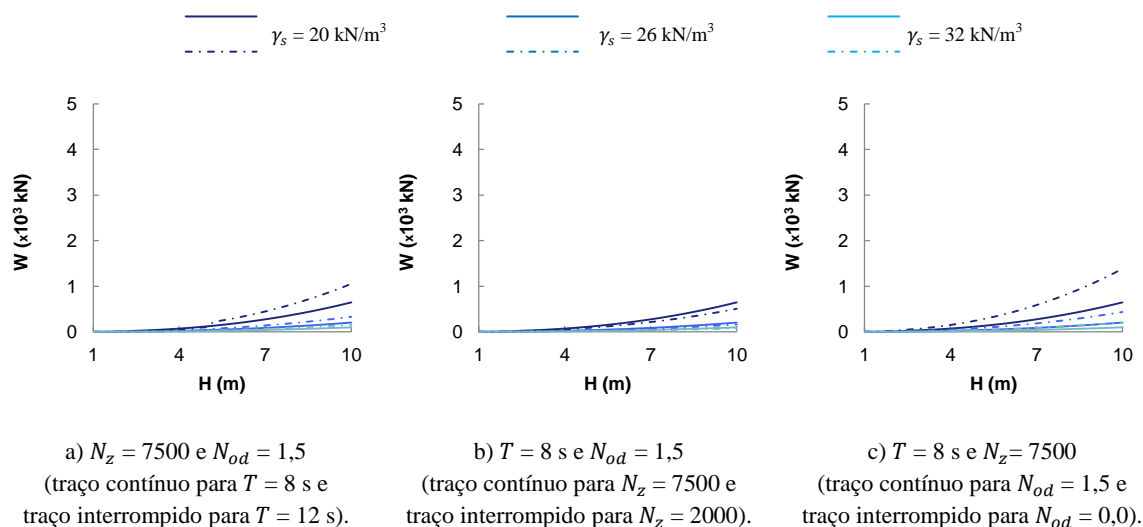 γs = 20 kN/m³
γs = 26 kN/m³
γs = 32 kN/m³
W (x10³ kN)
5
4
3
2
1
0
1
4
7
10
H (m)
W (x10³ kN)
5
4
3
2
1
0
1
4
7
10
H (m)
W (x10³ kN)
5
4
3
2
1
0
1
4
7
10
H (m)
a) Nz = 7500 e Nod = 1,5
(traço contínuo para T = 8 s e
traço interrompido para T = 12 s).
b) T = 8 s e Nod = 1,5
(traço contínuo para Nz = 7500 e
traço interrompido para Nz = 2000).
c) T = 8 s e Nz= 7500
(traço contínuo para Nod = 1,5 e
traço interrompido para Nod = 0,0)